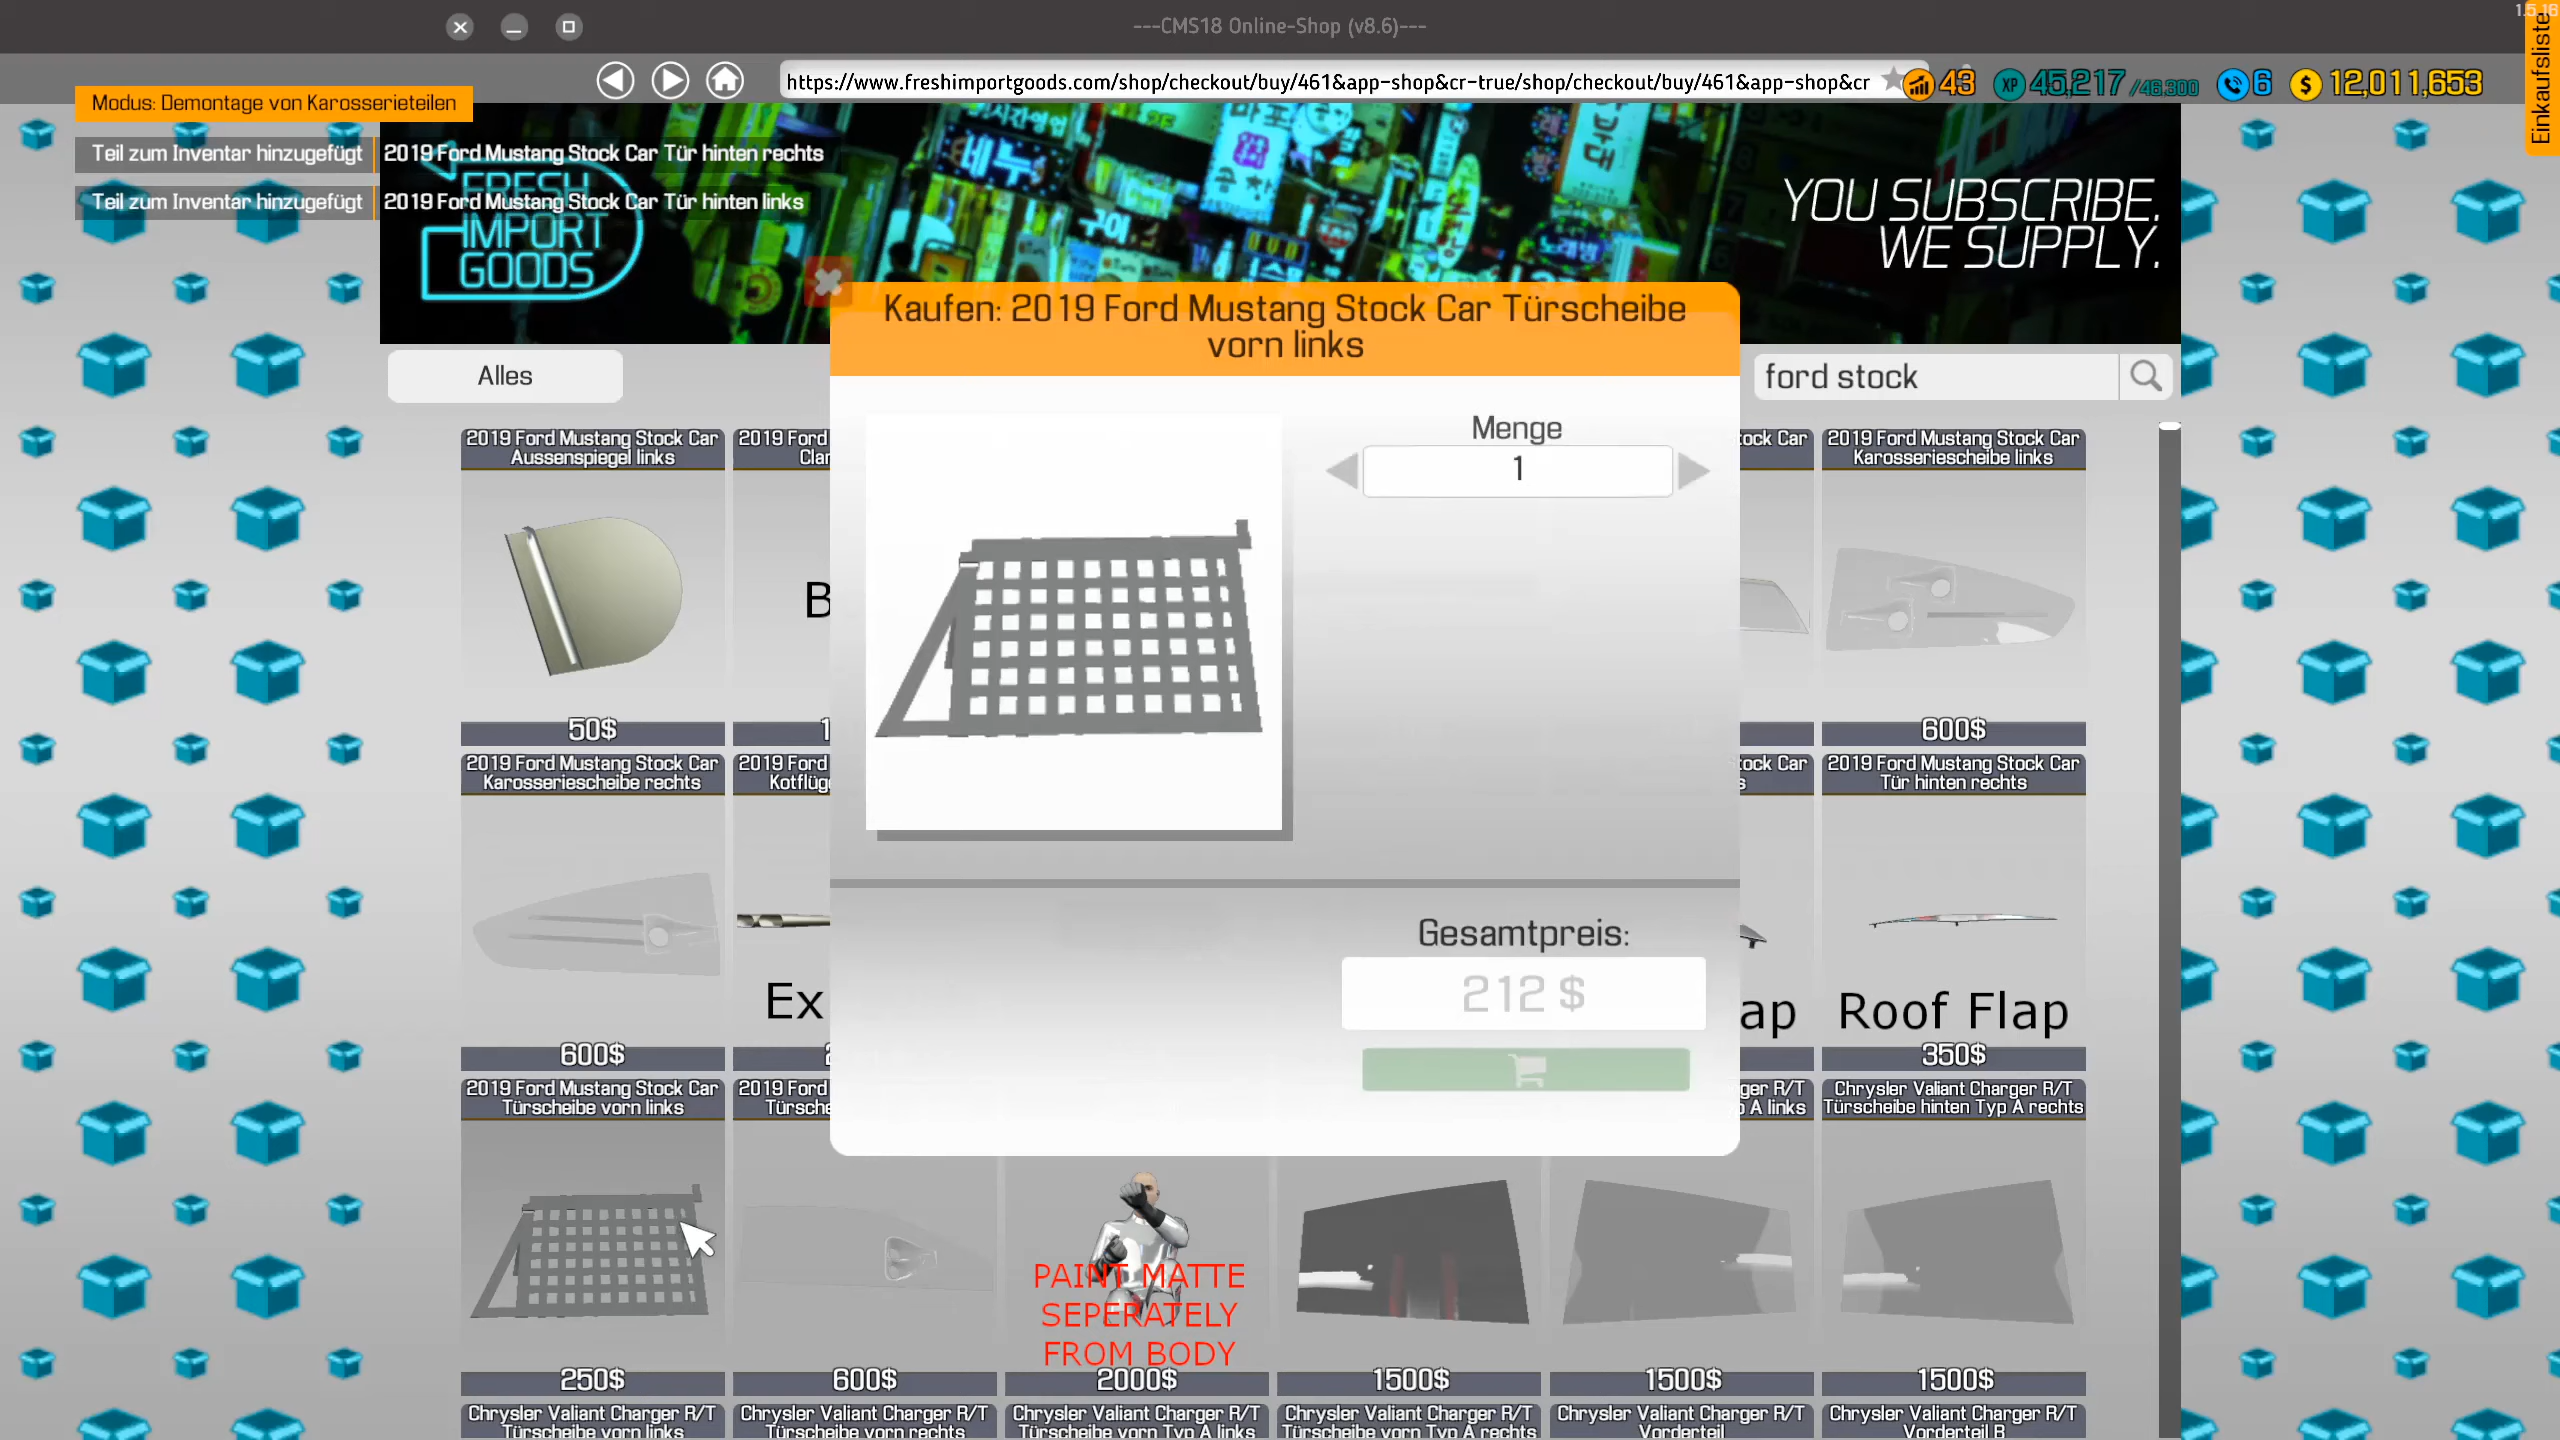 ---CMS18 Online-Shop (v8.6)---
https://www.freshimportgoods.com/shop/checkout/buy/461&app-shop&cr-true/shop/checkout/buy/461&app-shop&cr
43
XP 45,217 /46,300
6
$ 12,011,653
Einkaufsliste
Modus: Demontage von Karosserieteilen
Teil zum Inventar hinzugefügt
2019 Ford Mustang Stock Car Tür hinten rechts
Teil zum Inventar hinzugefügt
2019 Ford Mustang Stock Car Tür hinten links
FRESH
IMPORT
GOODS
YOU SUBSCRIBE.
WE SUPPLY.
Kaufen: 2019 Ford Mustang Stock Car Türscheibe
vorn links
Menge
1
Gesamtpreis:
212 $
Alles
ford stock
2019 Ford Mustang Stock Car
Aussenspiegel links
50$
2019 Ford
2019 Ford Mustang Stock Car
Karosseriescheibe links
600$
2019 Ford Mustang Stock Car
Karosseriescheibe rechts
600$
2019 Ford
2019 Ford Mustang Stock Car
Tür hinten rechts
Roof Flap
350$
2019 Ford Mustang Stock Car
Türscheibe vorn links
250$
2019 Ford
600$
PAINT MATTE
SEPERATELY
FROM BODY
2000$
1500$
A links
1500$
Chrysler Valiant Charger R/T
Türscheibe hinten Typ A rechts
1500$
Chrysler Valiant Charger R/T
Türscheibe vorn links
Chrysler Valiant Charger R/T
Türscheibe vorn rechts
Chrysler Valiant Charger R/T
Türscheibe vorn Typ A links
Chrysler Valiant Charger R/T
Türscheibe vorn Typ A rechts
Chrysler Valiant Charger R/T
Vorderteil
Chrysler Valiant Charger R/T
Vorderteil B